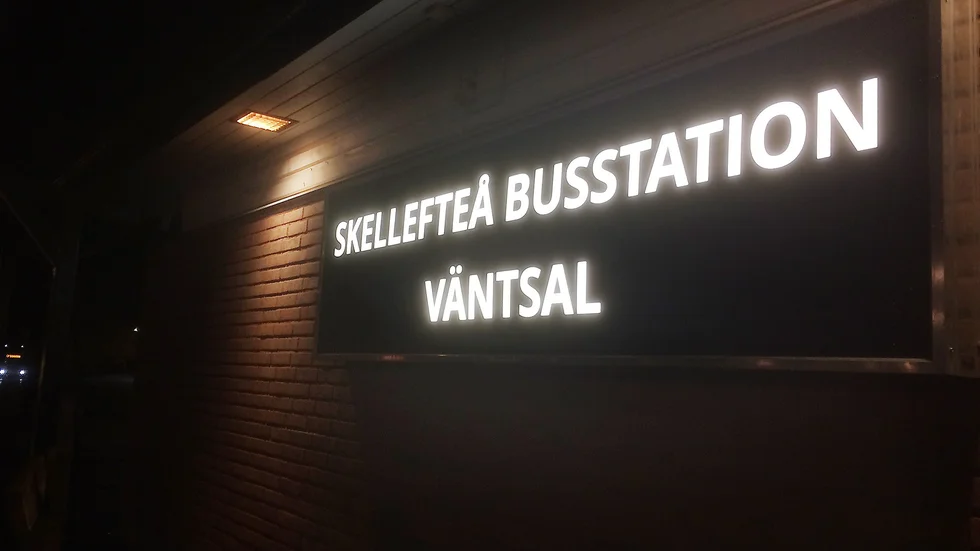 SKELLEFTEÅ BUSSTATION
VÄNTSAL